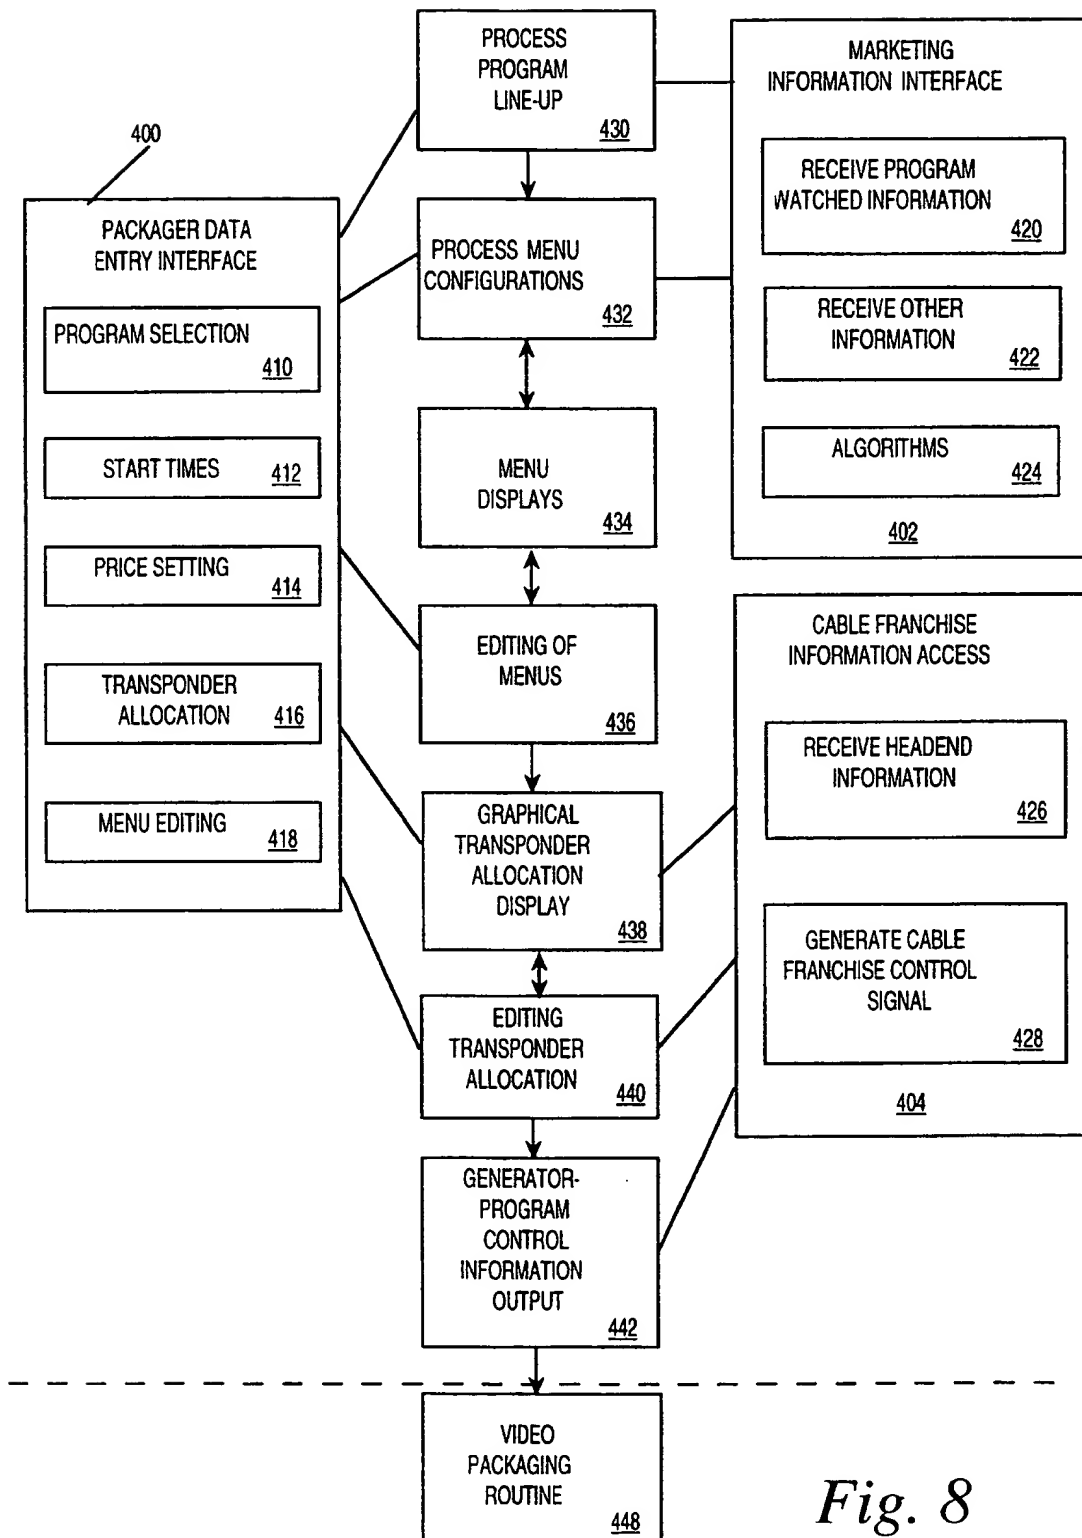 400
PACKAGER DATA
ENTRY INTERFACE
PROGRAM SELECTION
410
START TIMES
412
PRICE SETTING
414
TRANSPONDER
ALLOCATION
416
MENU EDITING
418
PROCESS
PROGRAM
LINE-UP
430
PROCESS MENU
CONFIGURATIONS
432
MENU
DISPLAYS
434
EDITING OF
MENUS
436
GRAPHICAL
TRANSPONDER
ALLOCATION
DISPLAY
438
EDITING
TRANSPONDER
ALLOCATION
440
GENERATOR-
PROGRAM
CONTROL
INFORMATION
OUTPUT
442
VIDEO
PACKAGING
ROUTINE
448
MARKETING
INFORMATION INTERFACE
RECEIVE PROGRAM
WATCHED INFORMATION
420
RECEIVE OTHER
INFORMATION
422
ALGORITHMS
424
402
CABLE FRANCHISE
INFORMATION ACCESS
RECEIVE HEADEND
INFORMATION
426
GENERATE CABLE
FRANCHISE CONTROL
SIGNAL
428
404
Fig. 8